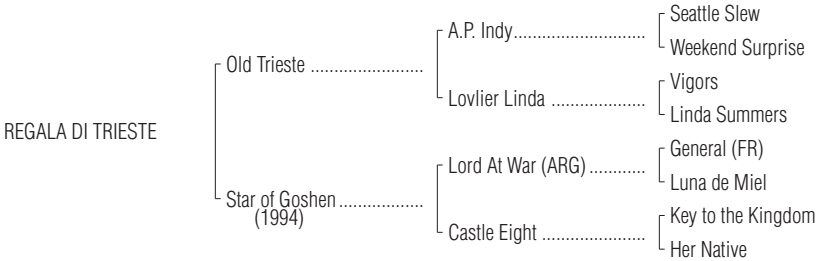 Seattle Slew
A.P. Indy............................
Weekend Surprise
Old Trieste ........................
Vigors
Lovlier Linda ....................
Linda Summers
REGALA DI TRIESTE
General (FR)
Lord At War (ARG) ............
Luna de Miel
Star of Goshen ..................
(1994)
Key to the Kingdom
Castle Eight ......................
Her Native